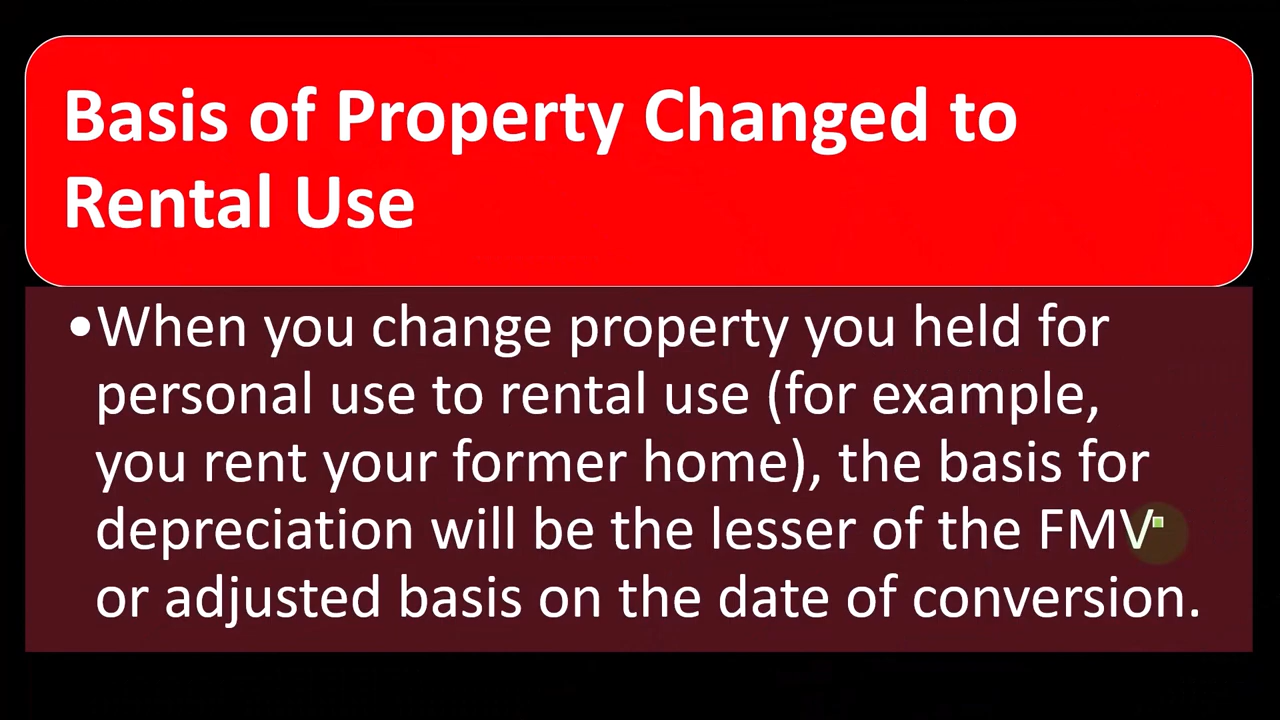 Basis of Property Changed to
Rental Use
•When you change property you held for
personal use to rental use (for example,
you rent your former home), the basis for
depreciation will be the lesser of the FMV
or adjusted basis on the date of conversion.